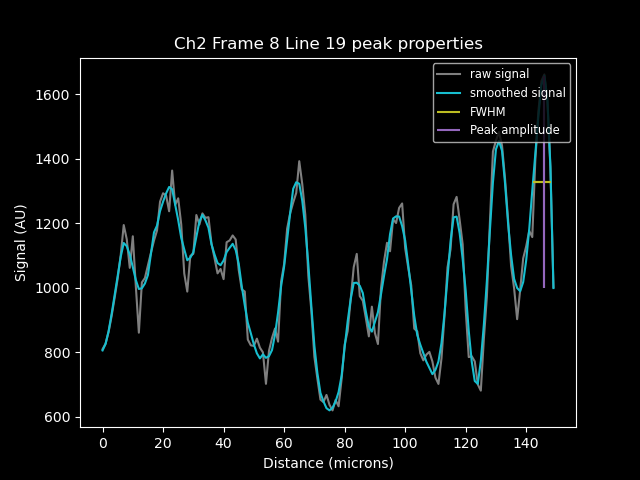 Ch2 Frame 8 Line 19 peak properties
raw signal
smoothed signal
FWHM
Peak amplitude
1600
1400
1200
1000
800
600
Signal (AU)
0 20 40 60 80 100 120 140
Distance (microns)